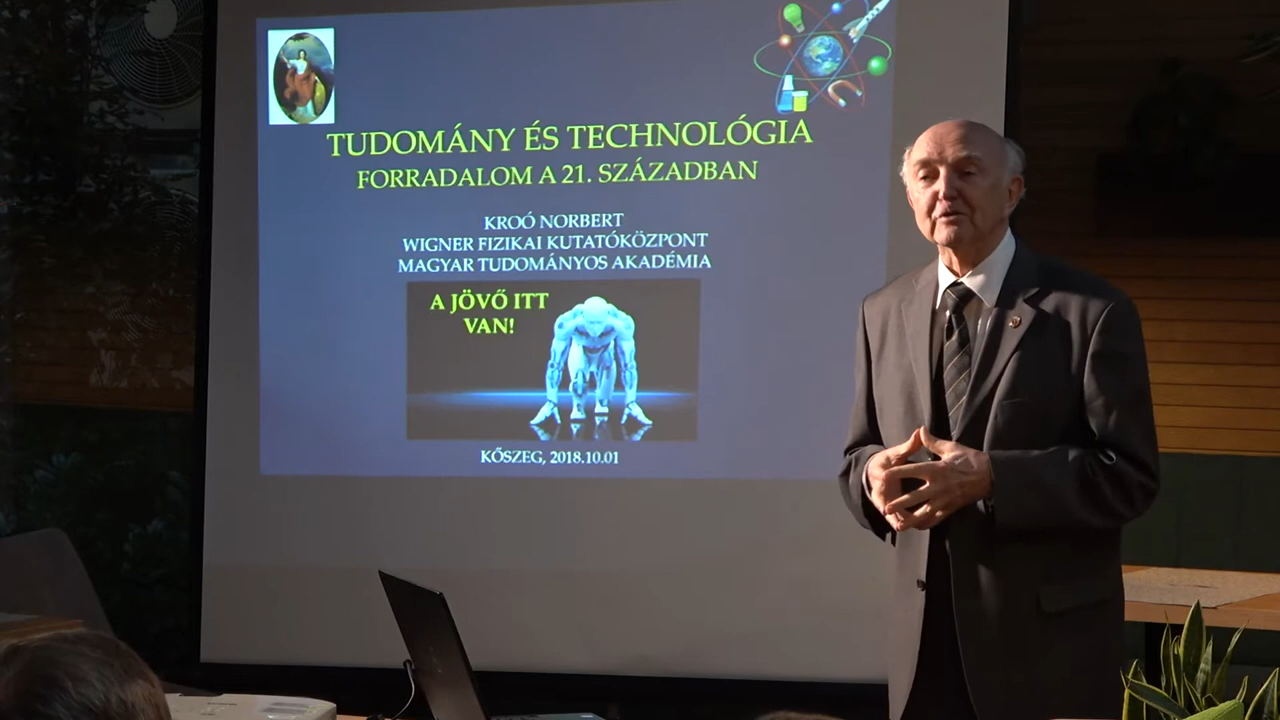 TUDOMÁNY ÉS TECHNOLÓGIA
FORRADALOM A 21. SZÁZADBAN
KROÓ NORBERT
WIGNER FIZIKAI KUTATÓKÖZPONT
MAGYAR TUDOMÁNYOS AKADÉMIA
A JÖVŐ ITT
VAN!
KŐSZEG, 2018.10.01